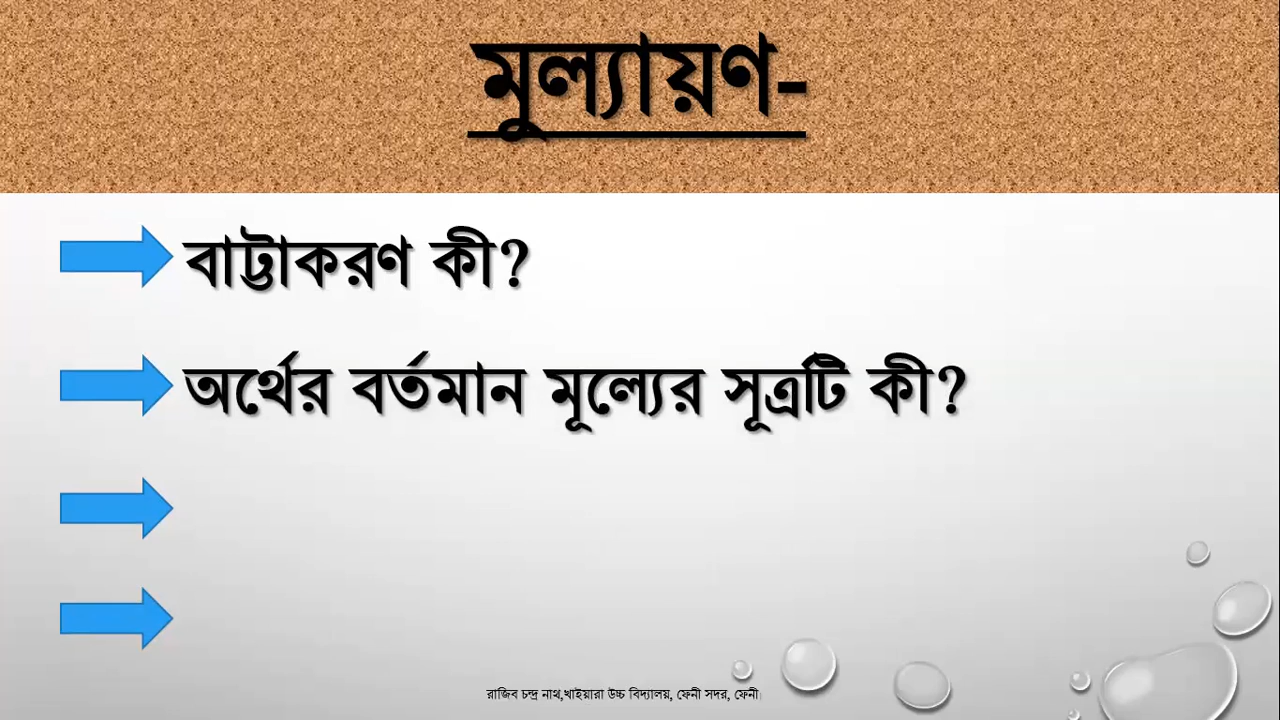 মুল্যায়ণ-
বাট্টাকরণ কী?
অর্থের বর্তমান মূল্যের সূত্রটি কী?
রাজিব চন্দ্র নাথ,খাইয়ারা উচ্চ বিদ্যালয়, ফেনী সদর, ফেনী